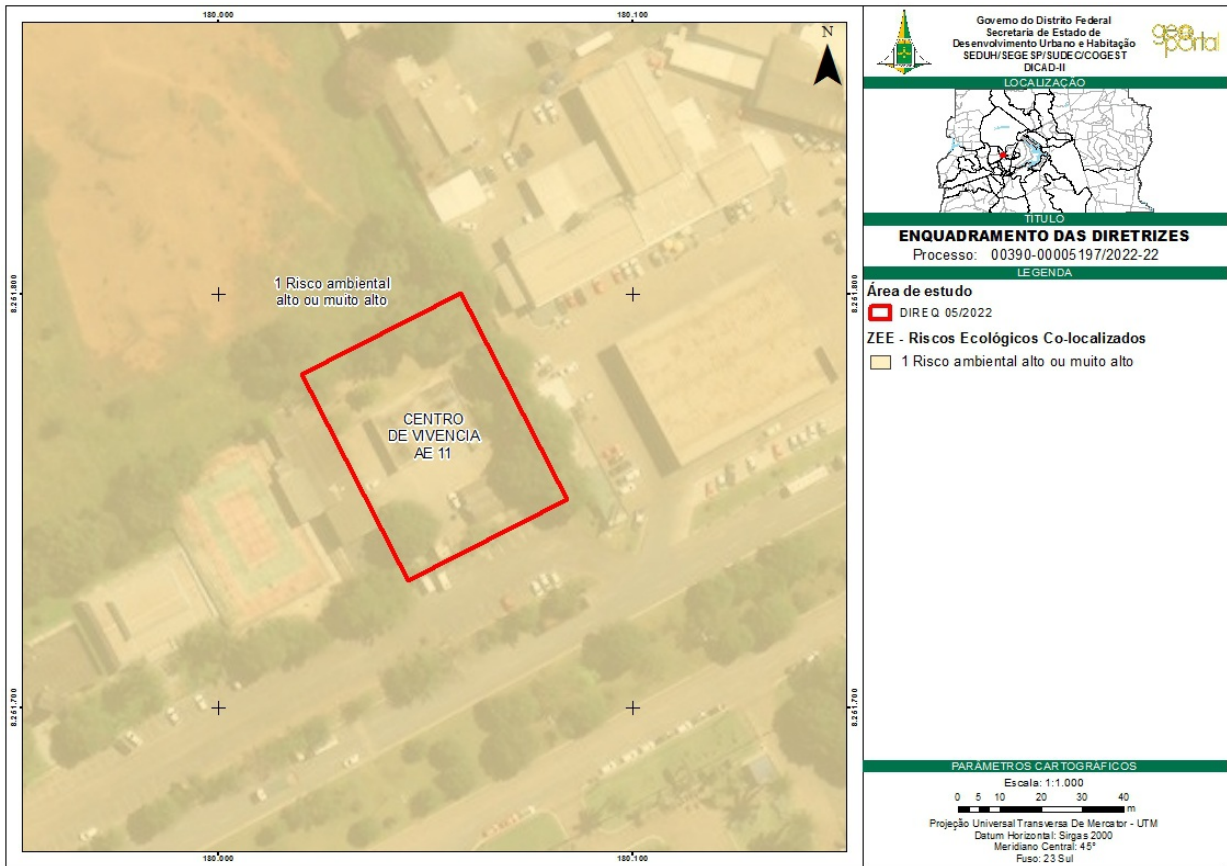 180.000
180.100
N
8.261.800
8.261.800
1 Risco ambiental
alto ou muito alto
CENTRO
DE VIVENCIA
AE 11
8.261.700
8.261.700
180.000
180.100
Governo do Distrito Federal
Secretaria de Estado de
Desenvolvimento Urbano e Habitação
SEDUH/SEGESP/SUDEC/COGEST
DICAD-II
geoportal
LOCALIZAÇÃO
TÍTULO
ENQUADRAMENTO DAS DIRETRIZES
Processo: 00390-00005197/2022-22
LEGENDA
Área de estudo
DIREQ 05/2022
ZEE - Riscos Ecológicos Co-localizados
1 Risco ambiental alto ou muito alto
PARÂMETROS CARTOGRÁFICOS
Escala: 1:1.000
0 5 10 20 30 40
m
Projeção Universal Transversa De Mercator - UTM
Datum Horizontal: Sirgas 2000
Meridiano Central: 45º
Fuso: 23 Sul